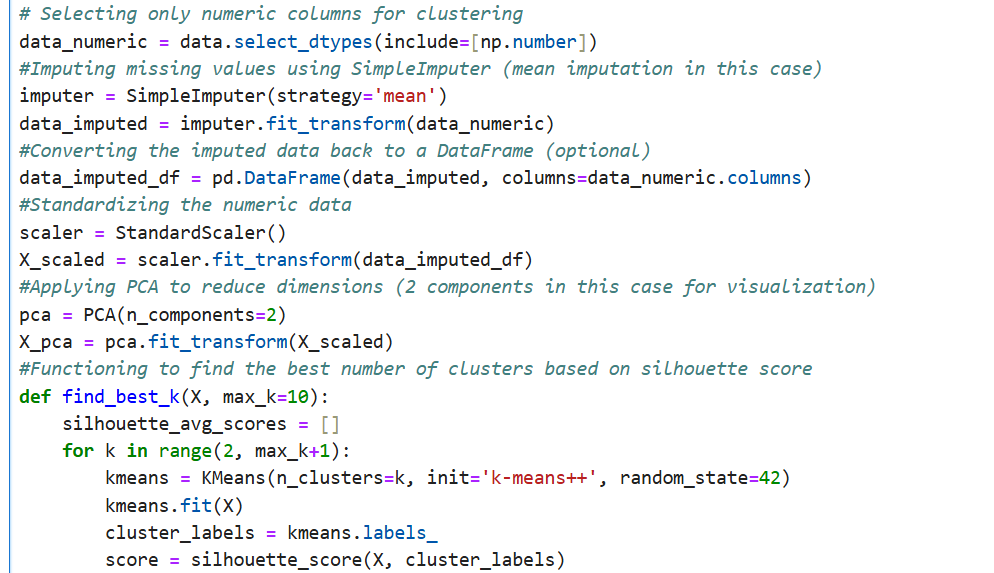 # Selecting only numeric columns for clustering
data_numeric = data.select_dtypes(include=[np.number])
#Imputing missing values using SimpleImputer (mean imputation in this case)
imputer = SimpleImputer(strategy='mean')
data_imputed = imputer.fit_transform(data_numeric)
#Converting the imputed data back to a DataFrame (optional)
data_imputed_df = pd.DataFrame(data_imputed, columns=data_numeric.columns)
#Standardizing the numeric data
scaler = StandardScaler()
X_scaled = scaler.fit_transform(data_imputed_df)
#Applying PCA to reduce dimensions (2 components in this case for visualization)
pca = PCA(n_components=2)
X_pca = pca.fit_transform(X_scaled)
#Functioning to find the best number of clusters based on silhouette score
def find_best_k(X, max_k=10):
    silhouette_avg_scores = []
    for k in range(2, max_k+1):
        kmeans = KMeans(n_clusters=k, init='k-means++', random_state=42)
        kmeans.fit(X)
        cluster_labels = kmeans.labels_
        score = silhouette_score(X, cluster_labels)